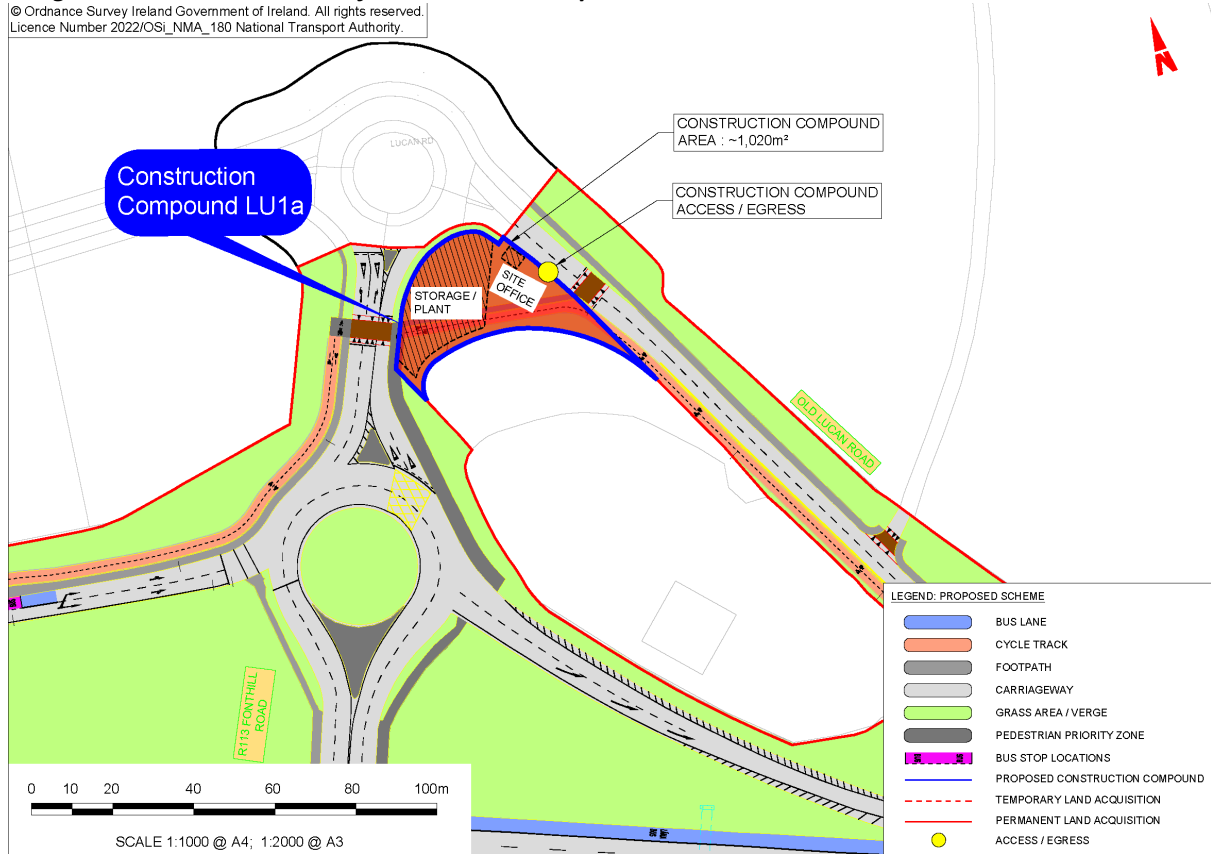 © Ordnance Survey Ireland Government of Ireland. All rights reserved.
Licence Number 2022/OSi_NMA_180 National Transport Authority.
N
LUCAN RD
CONSTRUCTION COMPOUND
AREA : ~1,020m²
Construction
Compound LU1a
CONSTRUCTION COMPOUND
ACCESS / EGRESS
SITE
OFFICE
STORAGE /
PLANT
OLD LUCAN ROAD
R113 FONTHILL
ROAD
LEGEND: PROPOSED SCHEME
BUS LANE
CYCLE TRACK
FOOTPATH
CARRIAGEWAY
GRASS AREA / VERGE
PEDESTRIAN PRIORITY ZONE
BUS STOP LOCATIONS
PROPOSED CONSTRUCTION COMPOUND
TEMPORARY LAND ACQUISITION
PERMANENT LAND ACQUISITION
ACCESS / EGRESS
0 10 20 40 60 80 100m
SCALE 1:1000 @ A4; 1:2000 @ A3